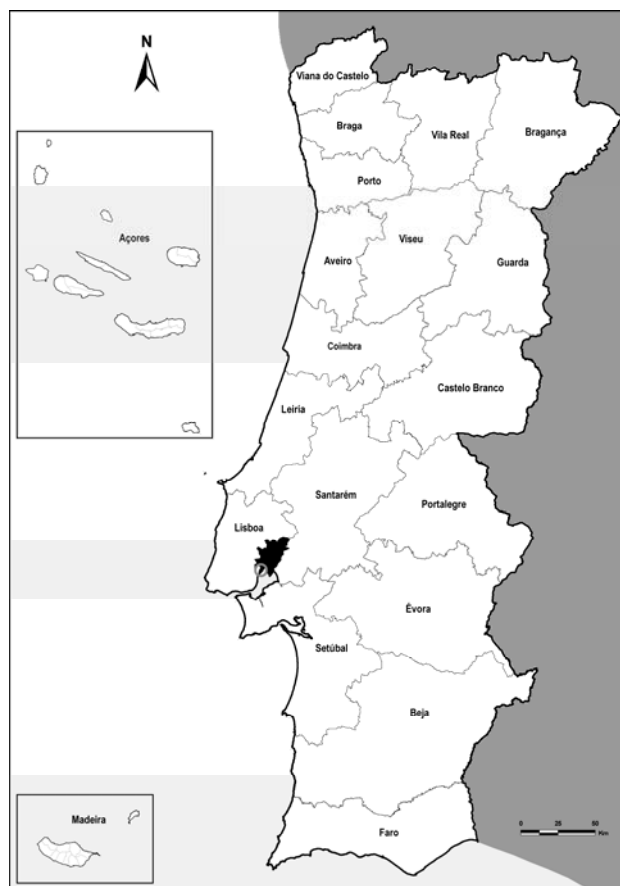 N
Viana do Castelo
Braga
Vila Real
Bragança
Porto
Açores
Aveiro
Viseu
Guarda
Coimbra
Castelo Branco
Leiria
Santarém
Portalegre
Lisboa
Évora
Setúbal
Beja
Madeira
Faro
0 25 50
Km